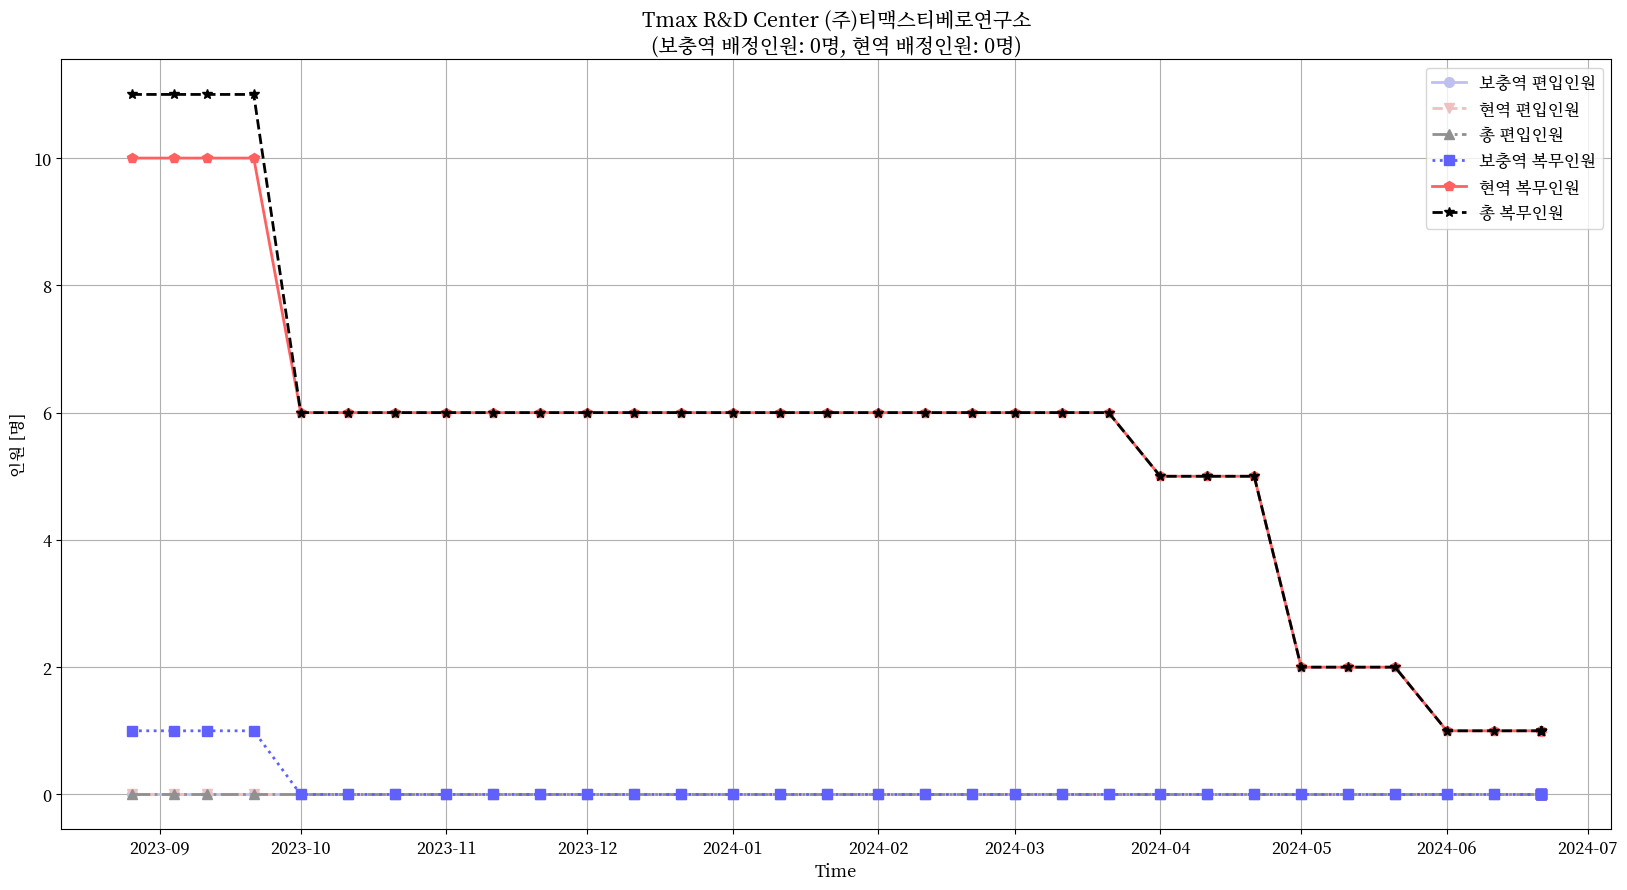 Tmax R&D Center (주)티맥스티베로연구소
(보충역 배정인원: 0명, 현역 배정인원: 0명)
보충역 편입인원
현역 편입인원
총 편입인원
보충역 복무인원
현역 복무인원
총 복무인원
인원 [명]
10
8
6
4
2
0
2023-09 2023-10 2023-11 2023-12 2024-01 2024-02 2024-03 2024-04 2024-05 2024-06 2024-07
Time